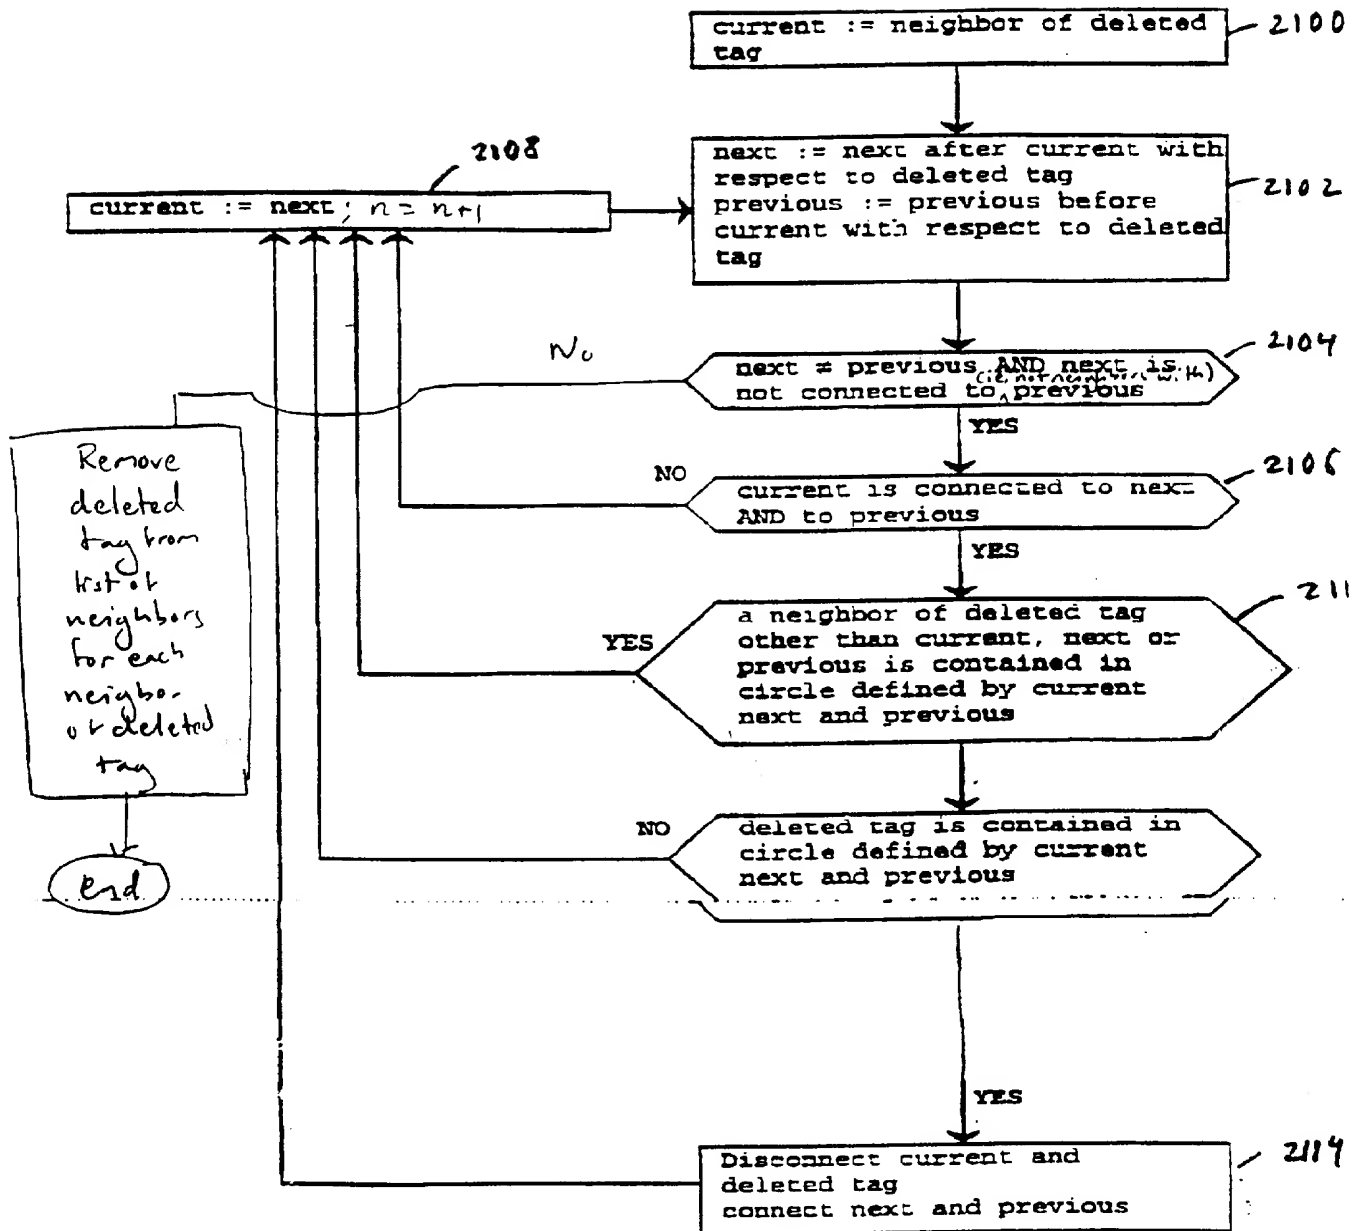 current := neighbor of deleted
tag
2100
2108
current := next; n = n+1
next := next after current with
respect to deleted tag
previous := previous before
current with respect to deleted
tag
2102
No
next ≠ previous AND next is
(ie, not neighbors with)
not connected to previous
2104
YES
NO
current is connected to next
AND to previous
2106
YES
Remove
deleted
tag from
list of
neighbors
for each
neighbor
of deleted
tag
end
YES
a neighbor of deleted tag
other than current, next or
previous is contained in
circle defined by current
next and previous
211
NO
deleted tag is contained in
circle defined by current
next and previous
YES
Disconnect current and
deleted tag
connect next and previous
2114